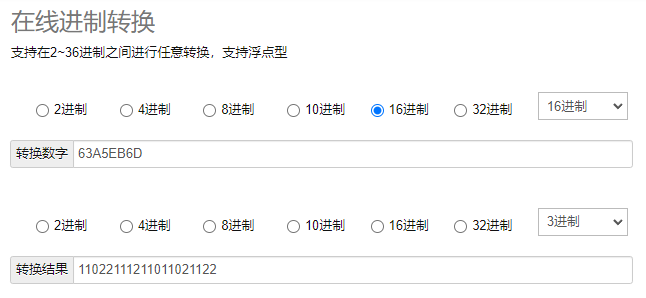 在线进制转换
支持在2~36进制之间进行任意转换，支持浮点型
2进制 4进制 8进制 10进制 16进制 32进制 16进制
转换数字 63A5EB6D
2进制 4进制 8进制 10进制 16进制 32进制 3进制
转换结果 11022111211011021122